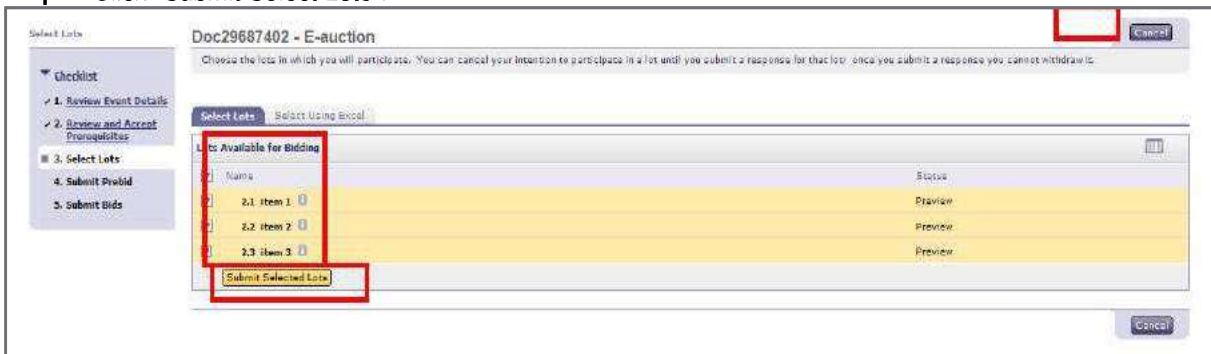 Select Lots
Doc29687402 - E-auction
Cancel
Choose the lots in which you will participate. You can cancel your intention to participate in a lot until you submit a response for that lot; once you submit a response you cannot withdraw it.
Checklist
1. Review Event Details
2. Review and Accept
Prerequisites
3. Select Lots
4. Submit Prebid
5. Submit Bids
Select Lots Select Using Excel
Lots Available for Bidding
Name Status
2.1 Item 1 Preview
2.2 Item 2 Preview
2.3 Item 3 Preview
Submit Selected Lots
Cancel